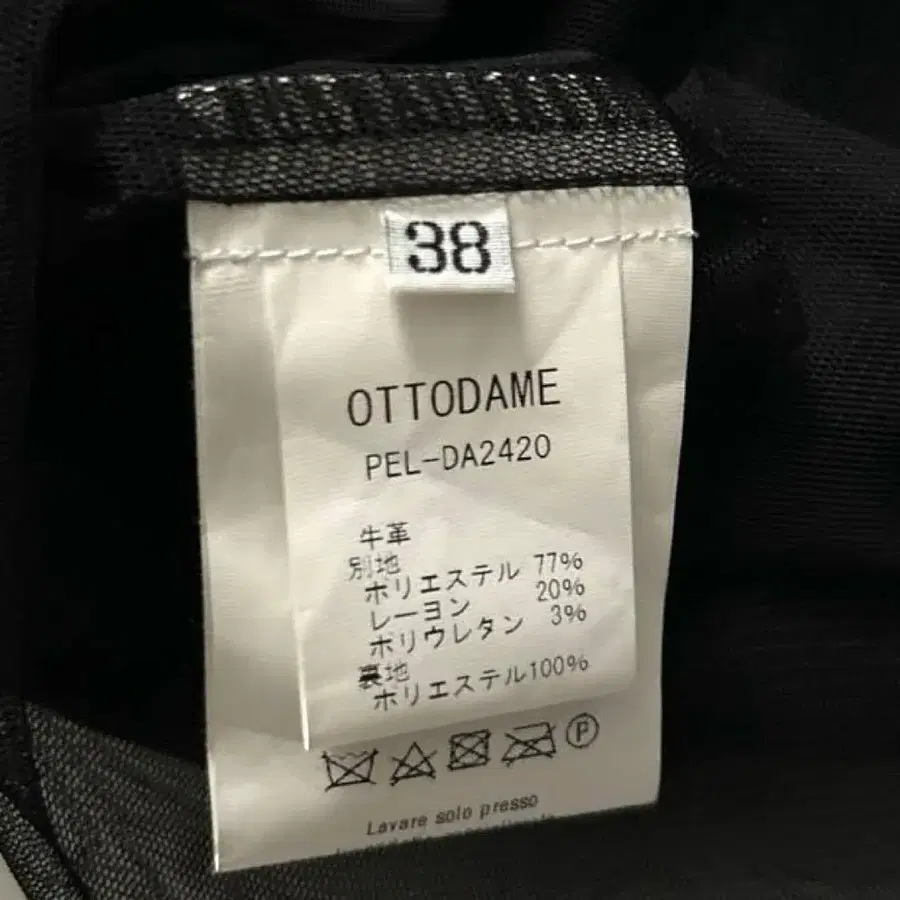 38
OTTODAME
PEL-DA2420
牛革
別地
ポリエステル 77%
レーヨン 20%
ポリウレタン 3%
裏地
ポリエステル100%
P
Lavare solo presso